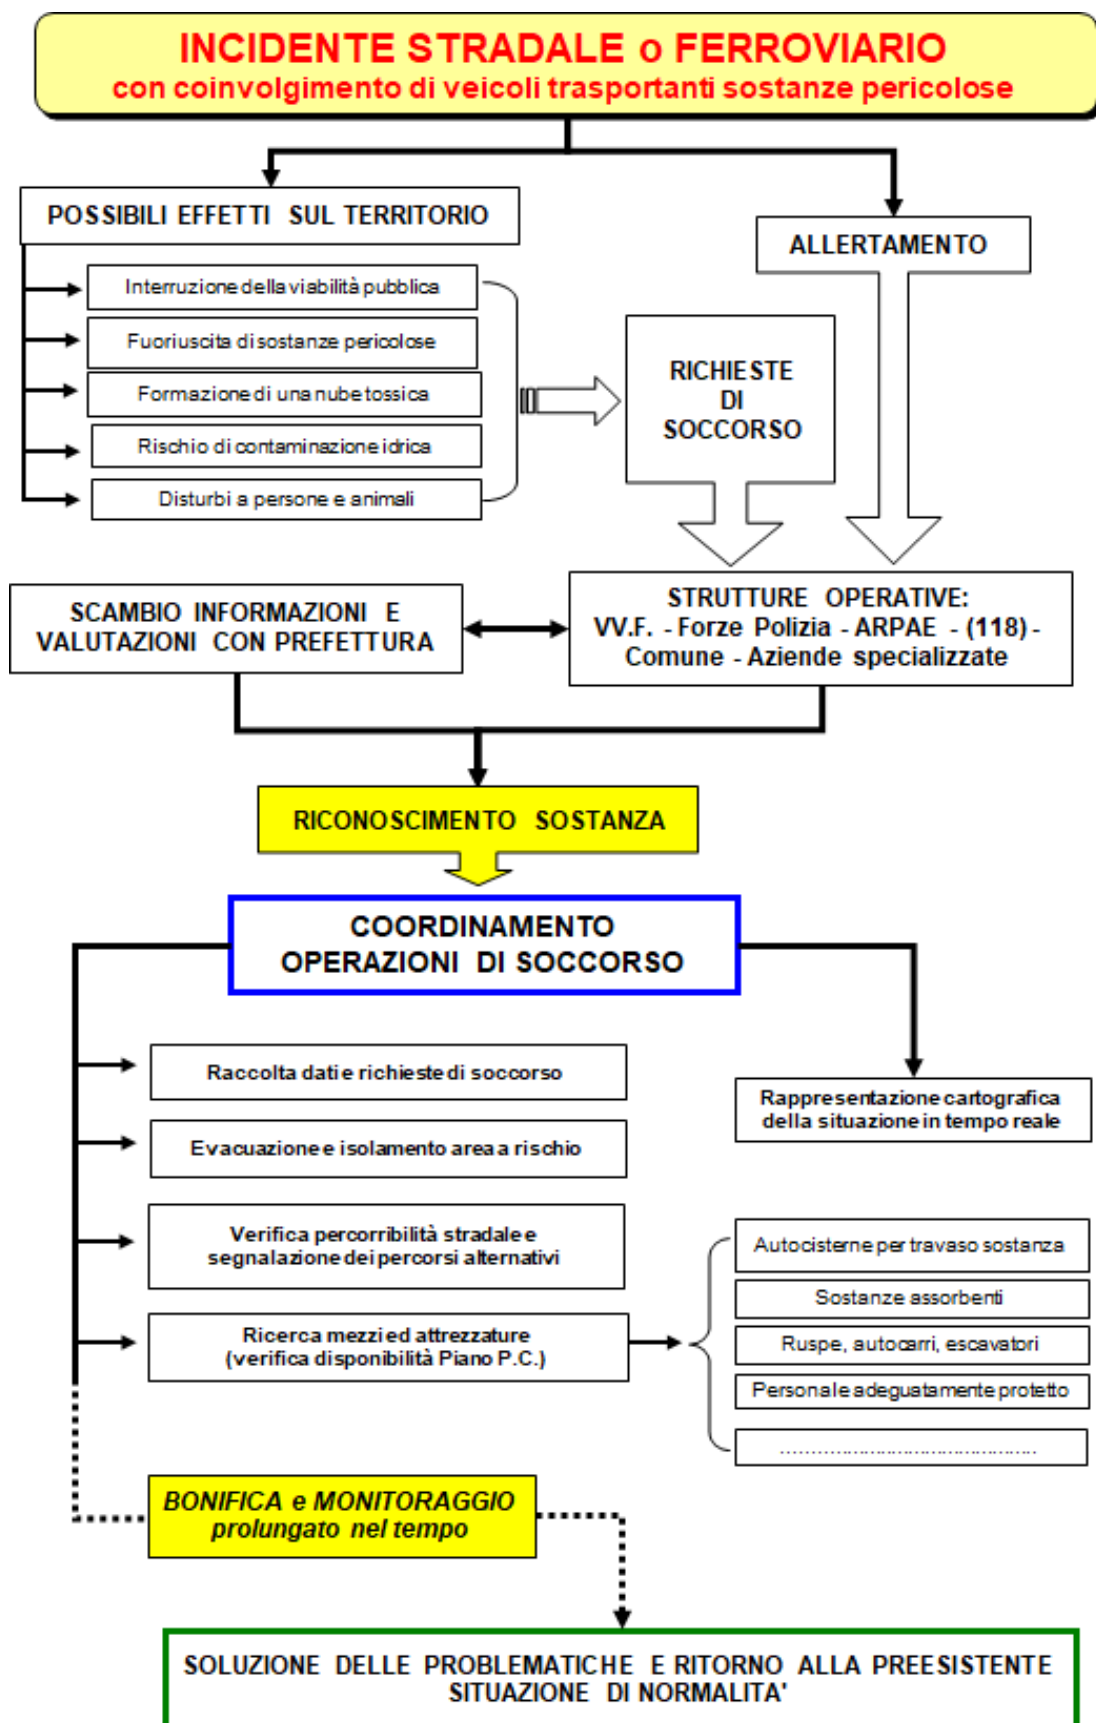 INCIDENTE STRADALE o FERROVIARIO
con coinvolgimento di veicoli trasportanti sostanze pericolose
POSSIBILI EFFETTI SUL TERRITORIO
ALLERTAMENTO
Interruzione della viabilità pubblica
Fuoriuscita di sostanze pericolose
Formazione di una nube tossica
Rischio di contaminazione idrica
Disturbi a persone e animali
RICHIESTE
DI
SOCCORSO
SCAMBIO INFORMAZIONI E
VALUTAZIONI CON PREFETTURA
STRUTTURE OPERATIVE:
VV.F. - Forze Polizia - ARPAE - (118) -
Comune - Aziende specializzate
RICONOSCIMENTO SOSTANZA
COORDINAMENTO
OPERAZIONI DI SOCCORSO
Raccolta dati e richieste di soccorso
Evacuazione e isolamento area a rischio
Verifica percorribilità stradale e
segnalazione dei percorsi alternativi
Ricerca mezzi ed attrezzature
(verifica disponibilità Piano P.C.)
Rappresentazione cartografica
della situazione in tempo reale
Autocisterne per travaso sostanza
Sostanze assorbenti
Ruspe, autocarri, escavatori
Personale adeguatamente protetto
...............................................
BONIFICA e MONITORAGGIO
prolungato nel tempo
SOLUZIONE DELLE PROBLEMATICHE E RITORNO ALLA PREESISTENTE
SITUAZIONE DI NORMALITA'